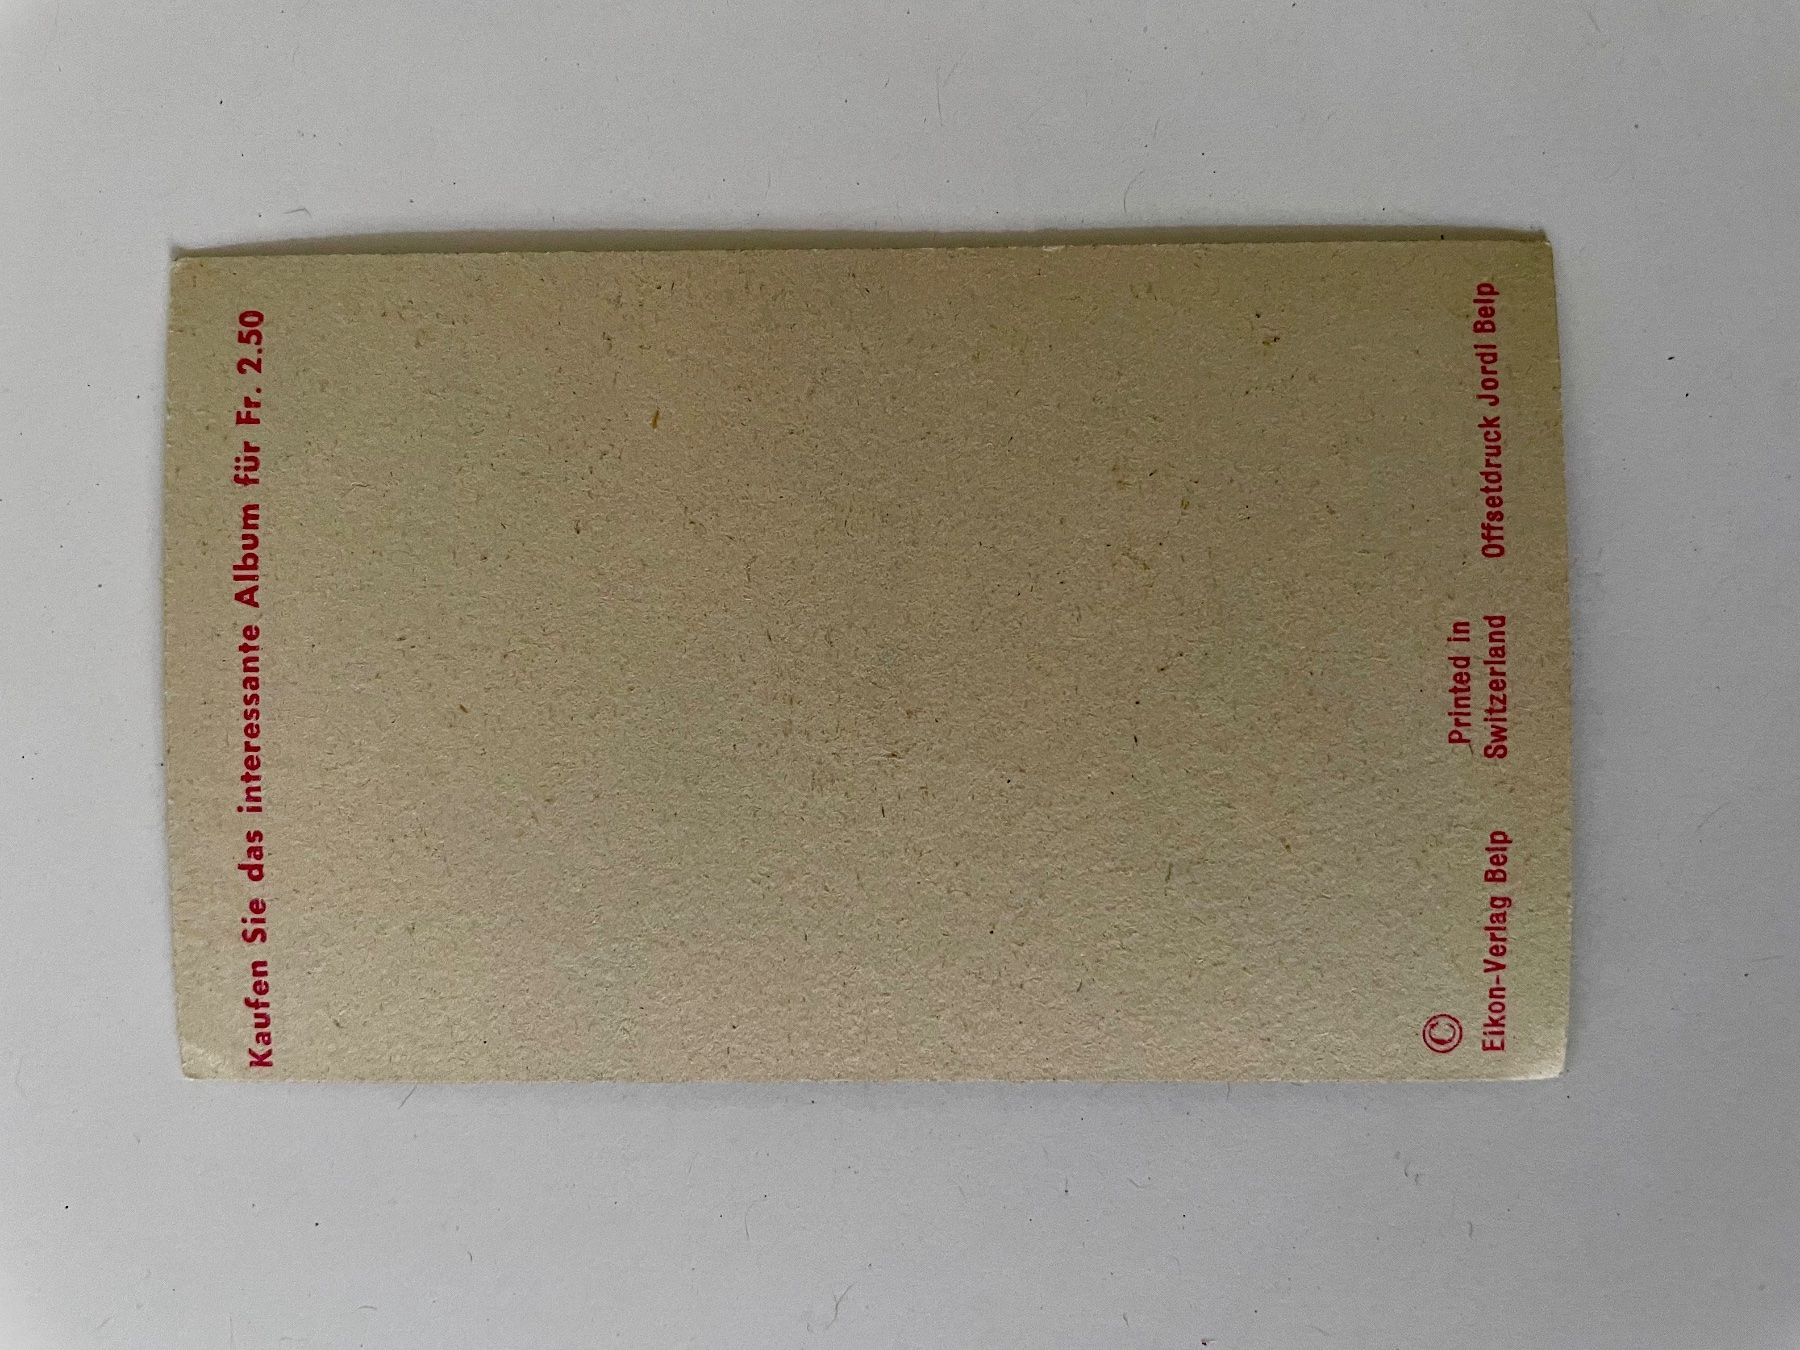 Kaufen Sie das interessante Album für Fr. 2.50
©
Printed in
Eikon-Verlag Belp Switzerland Offsetdruck Jordi Belp